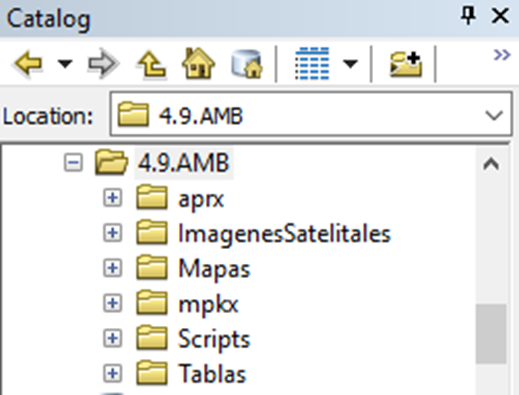 Catalog
Location: 4.9.AMB
4.9.AMB
aprx
ImagenesSatelitales
Mapas
mpkx
Scripts
Tablas